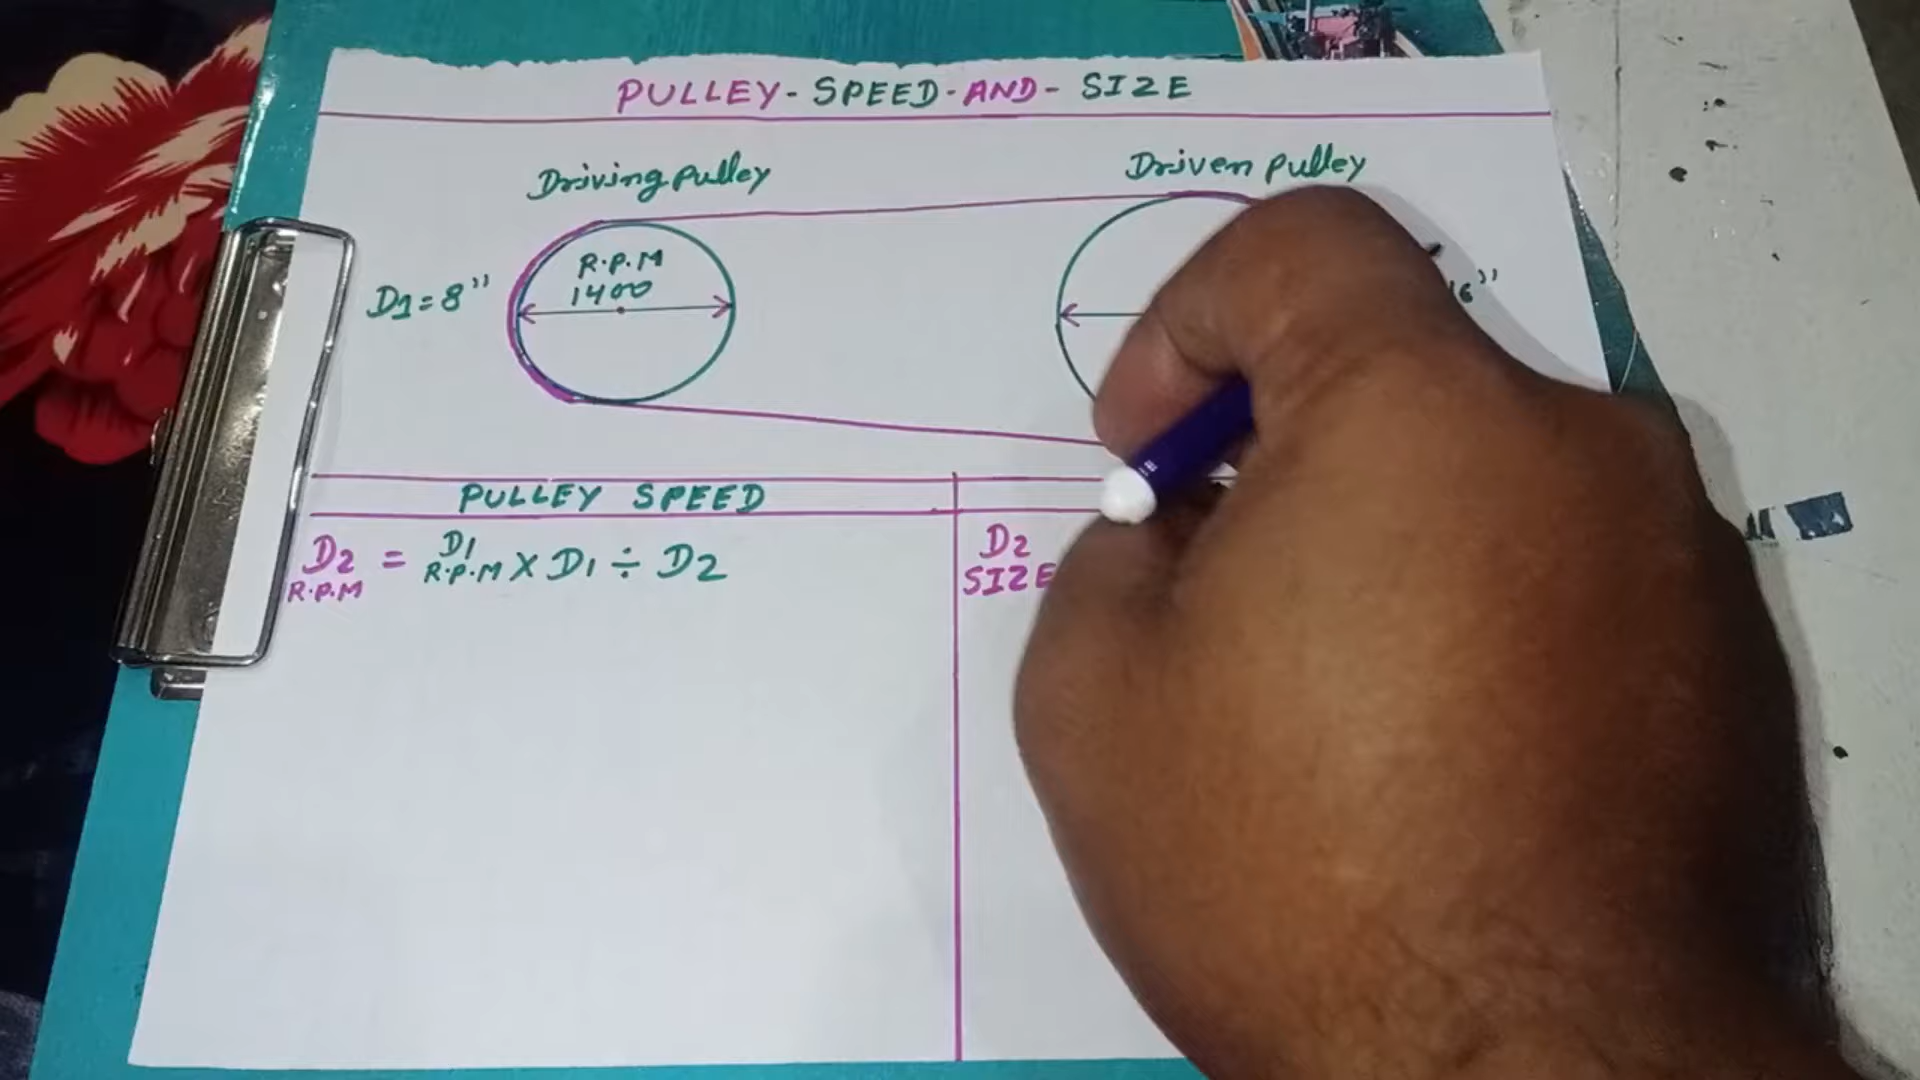 PULLEY-SPEED-AND-SIZE
Driving pulley
Driven pulley
R.P.M
1400
D1=8"
6"
PULLEY SPEED
D2 R.P.M = D1 R.P.M X D1 ÷ D2
D2
SIZE